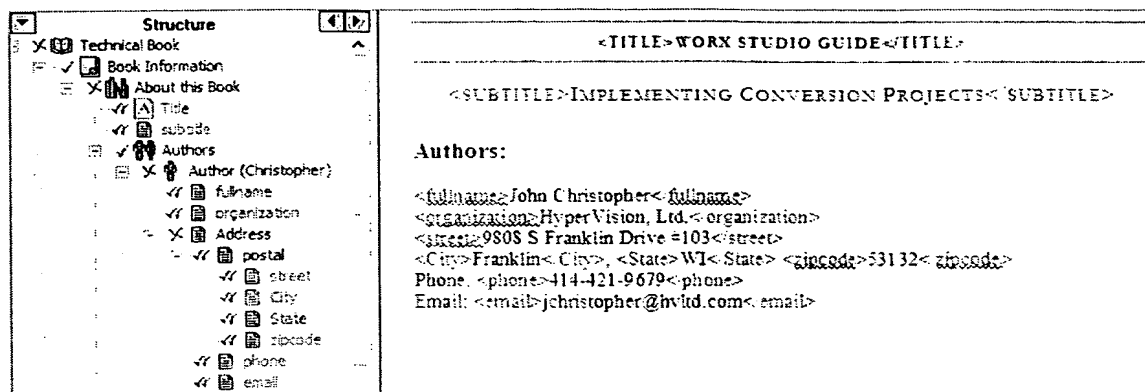 Structure
Technical Book
Book Information
About this Book
Title
subtitle
Authors
Author (Christopher)
fullname
organization
Address
postal
street
City
State
zipcode
phone
email
<TITLE>WORX STUDIO GUIDE</TITLE>
<SUBTITLE>IMPLEMENTING CONVERSION PROJECTS</SUBTITLE>
Authors:
<fullname>John Christopher</fullname>
<organization>HyperVision, Ltd.</organization>
<street>9808 S Franklin Drive #103</street>
<City>Franklin</City>, <State>WI</State> <zipcode>53132</zipcode>
Phone: <phone>414-421-9679</phone>
Email: <email>jchristopher@hvltd.com</email>